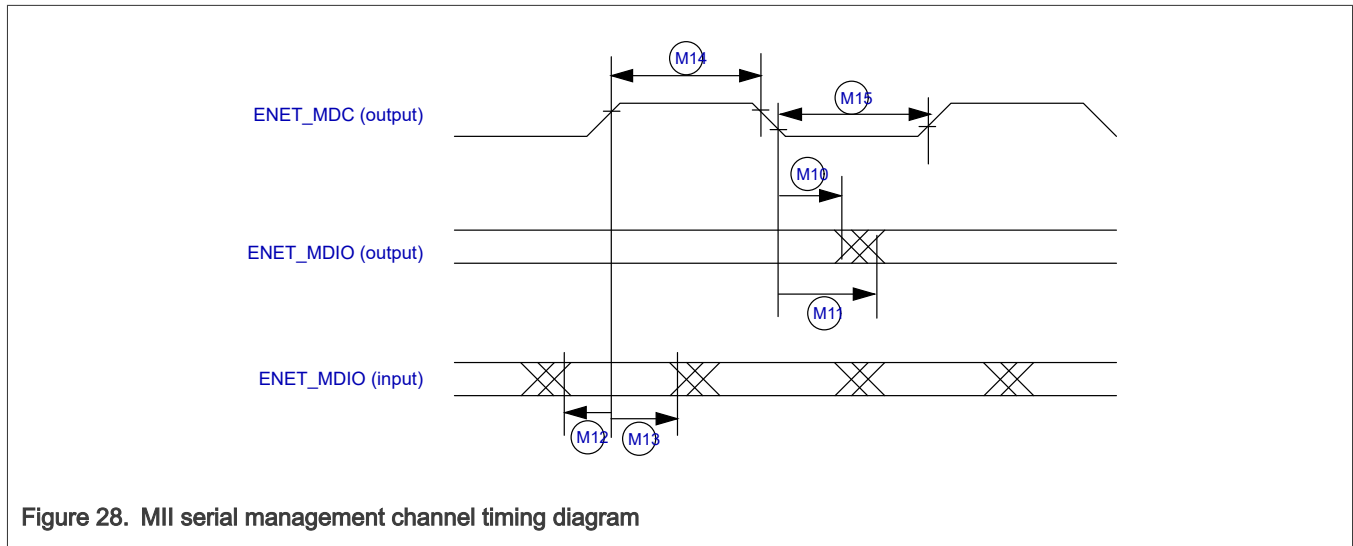 M14
ENET_MDC (output)
M15
M10
ENET_MDIO (output)
M11
ENET_MDIO (input)
M12
M13
Figure 28. MII serial management channel timing diagram